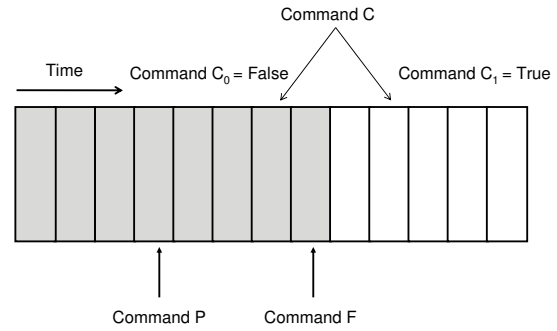 Command C
Time
Command C₀ = False
Command C₁ = True
Command P
Command F